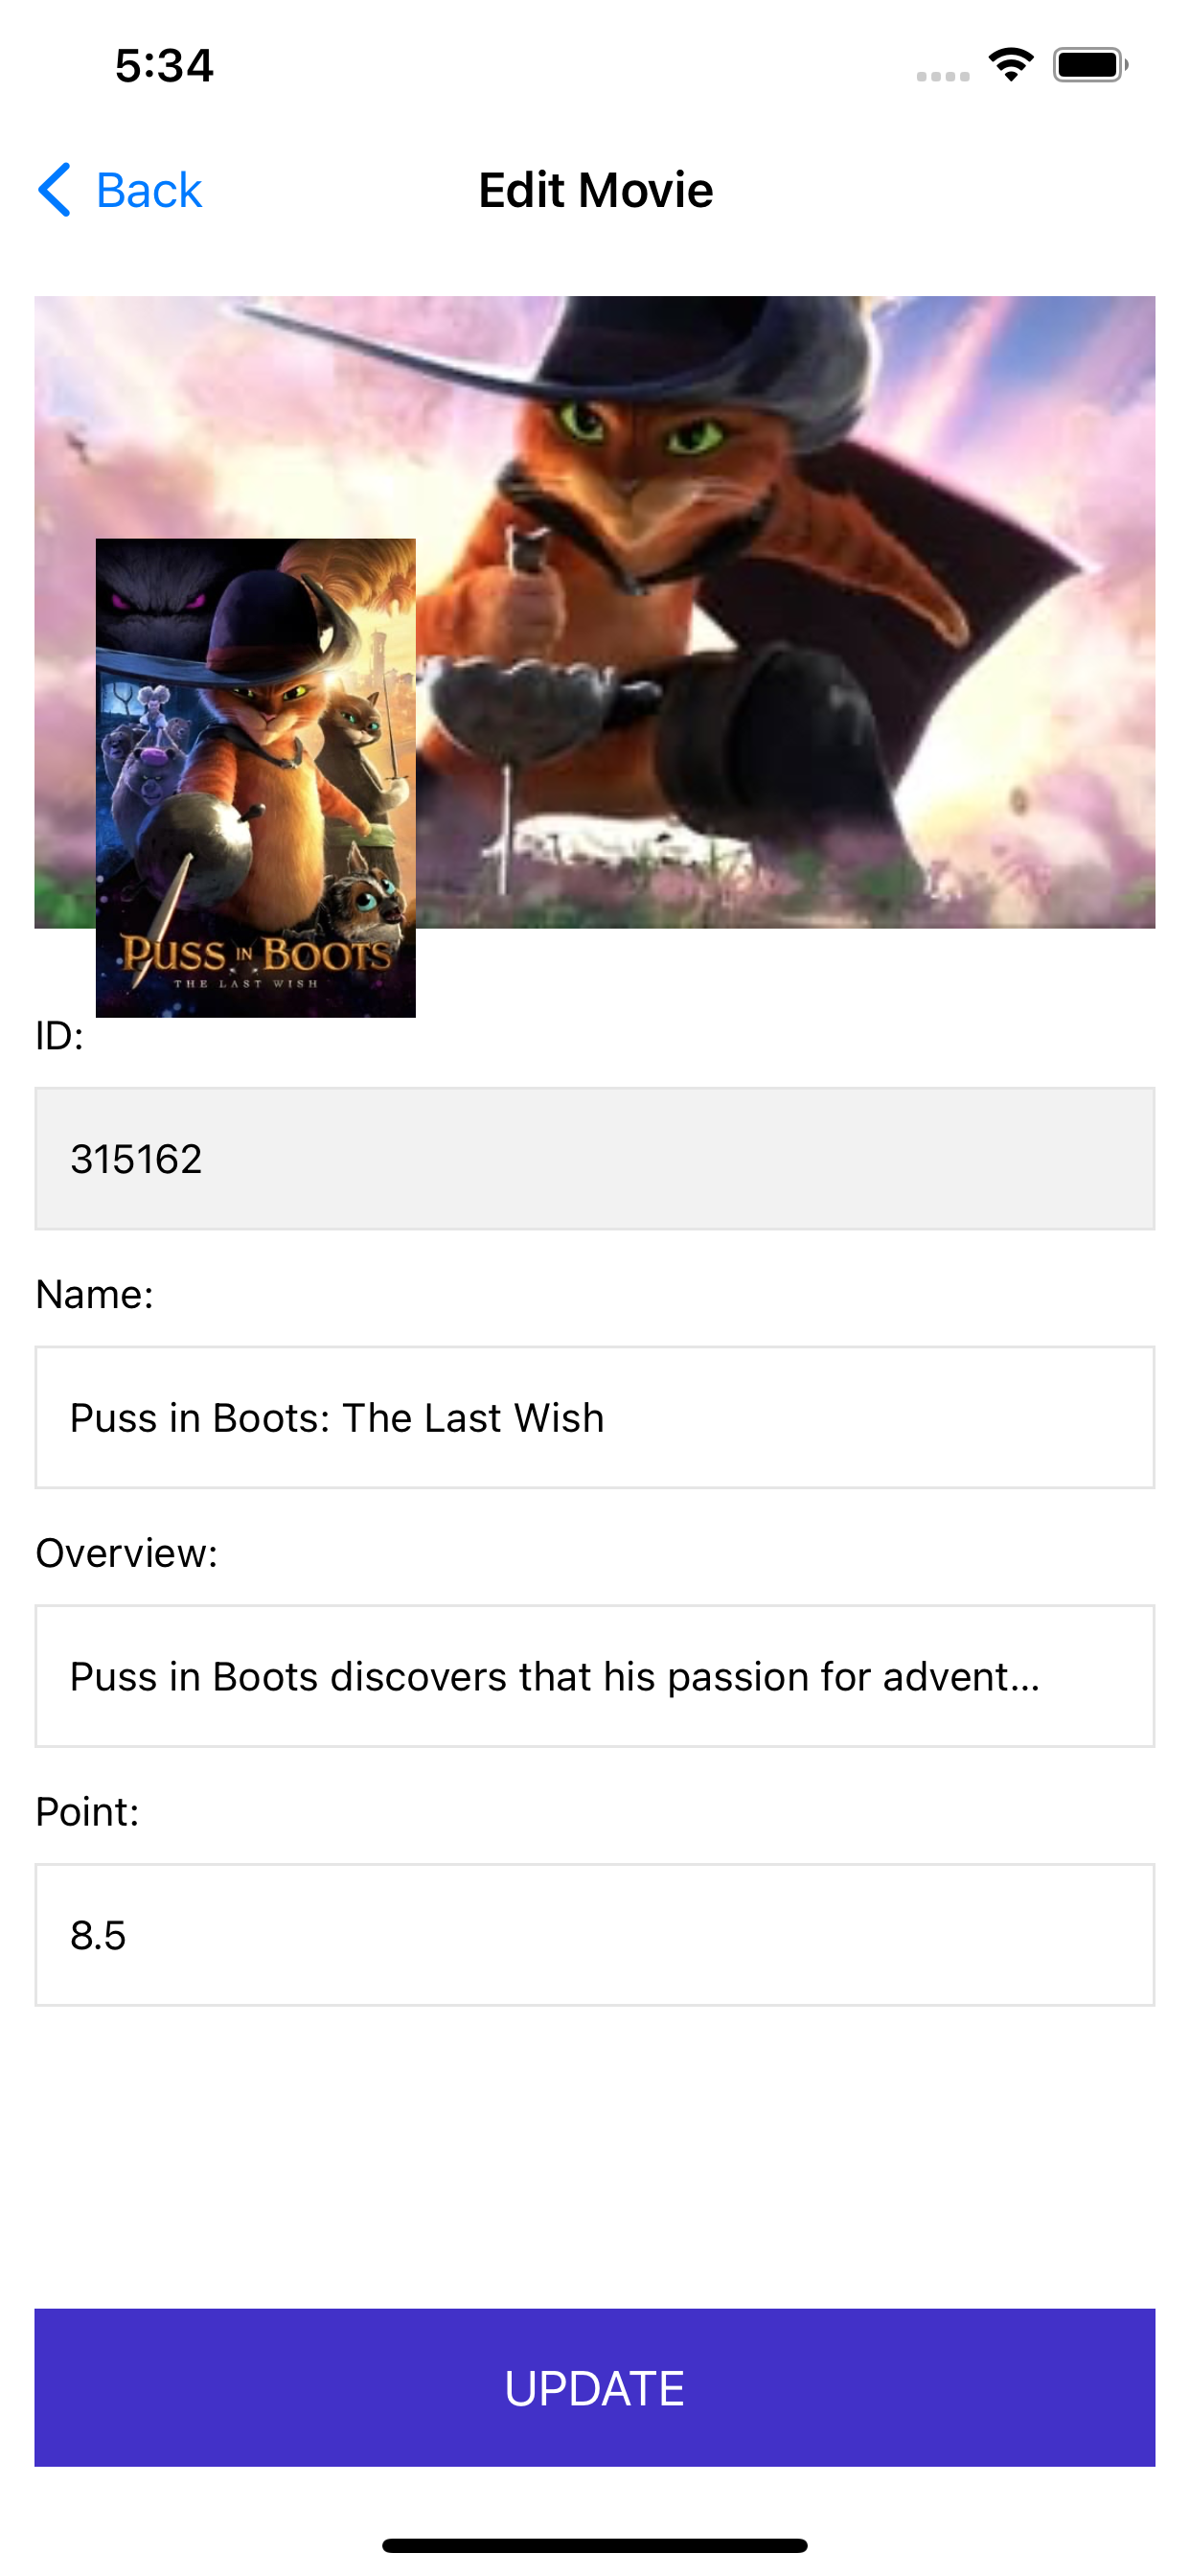 5:34
Back
Edit Movie
PUSS IN BOOTS
THE LAST WISH
ID:
315162
Name:
Puss in Boots: The Last Wish
Overview:
Puss in Boots discovers that his passion for advent...
Point:
8.5
UPDATE